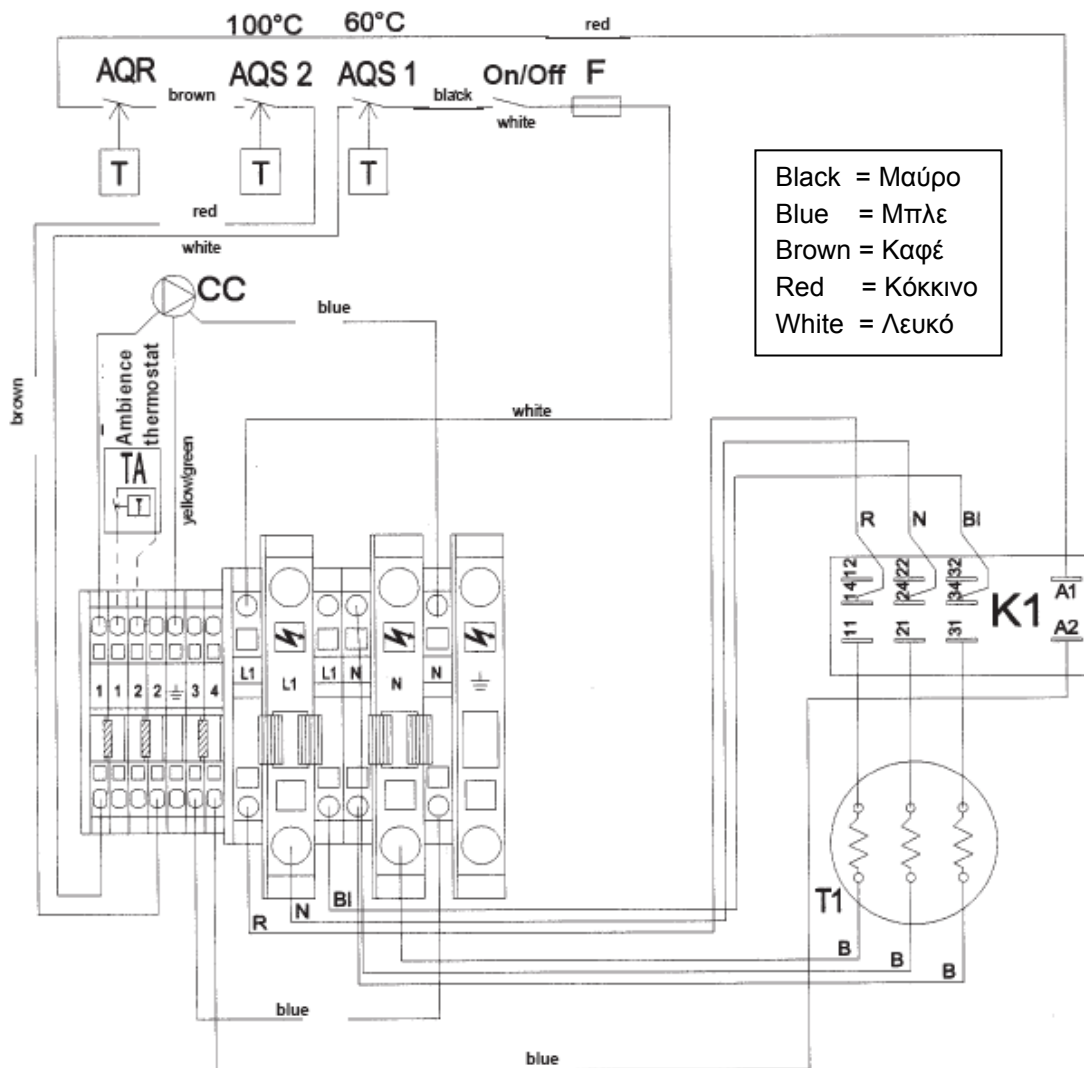 100°C 60°C
red
AQR
AQS 2
AQS 1
On/Off F
brown
black
white
T
T
T
red
white
Black = Μαύρο
Blue = Μπλε
Brown = Καφέ
Red = Κόκκινο
White = Λευκό
CC
blue
brown
Ambience
thermostat
TA
T
yellow/green
white
R N Bl
12 22 32
14 24 34
11 21 31
K1
A1
A2
1 1 2 2 3 4
L1 L1 L1 N N N
T1
R N Bl
B
B
B
blue
blue